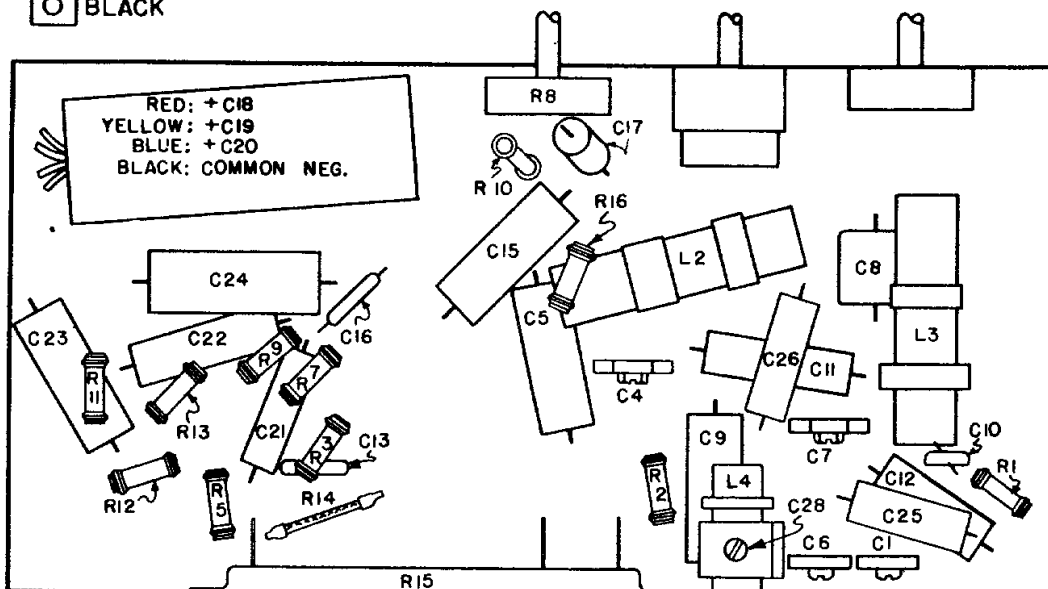 BLACK
RED: +C18
YELLOW: +C19
BLUE: +C20
BLACK: COMMON NEG.
R8
C17
R10
R16
C15
L2
C8
C24
C5
C16
C23
C22
R9
R7
L3
C26
C11
C4
R11
R13
C21
R3
C13
C9
C7
C10
R12
R5
R14
R2
L4
C28
C12
R1
C25
C6
C1
R15